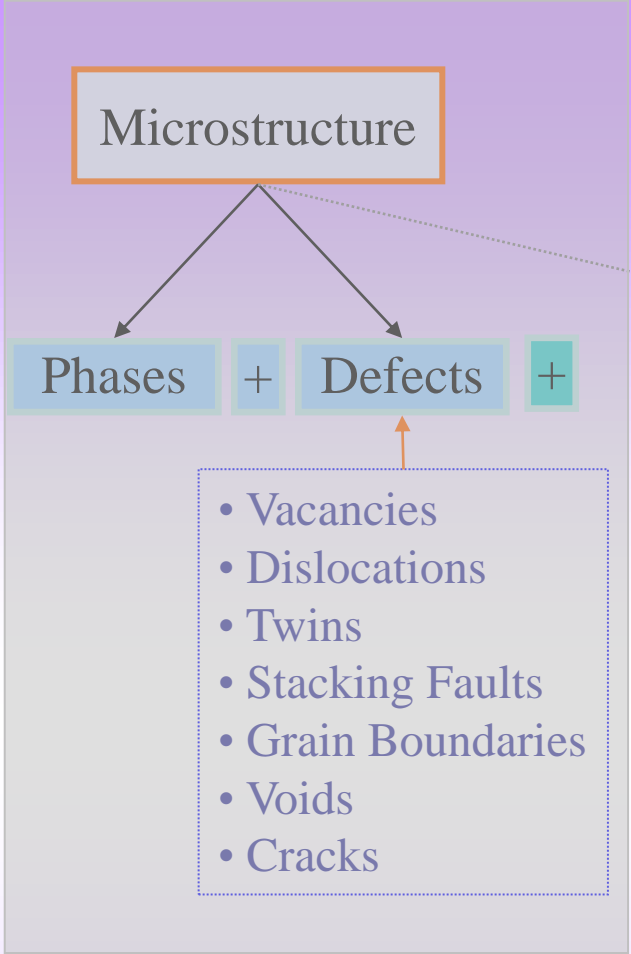 Microstructure
Phases + Defects +
• Vacancies
• Dislocations
• Twins
• Stacking Faults
• Grain Boundaries
• Voids
• Cracks